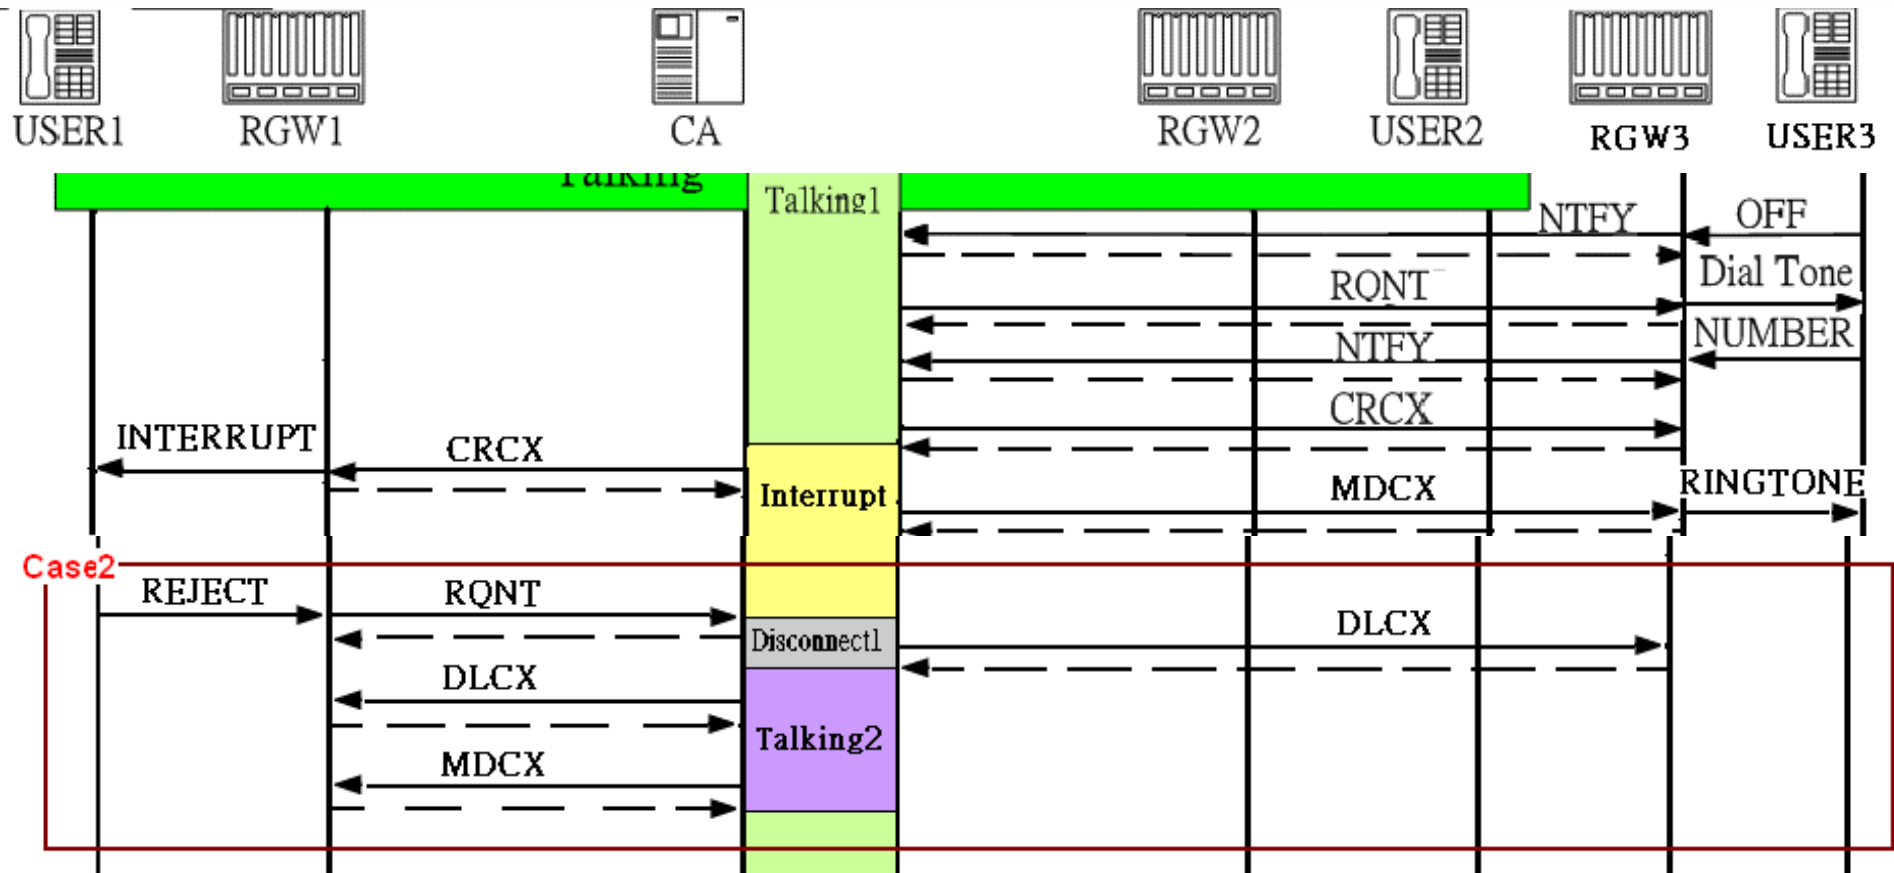 USER1 RGW1 CA RGW2 USER2 RGW3 USER3
Talking
Talking1
NTFY OFF
Dial Tone
RQNT
NUMBER
NTFY
CRCX
INTERRUPT CRCX
Interrupt MDCX RINGTONE
Case2
REJECT RQNT
DLCX
Disconnect1
DLCX
Talking2
MDCX